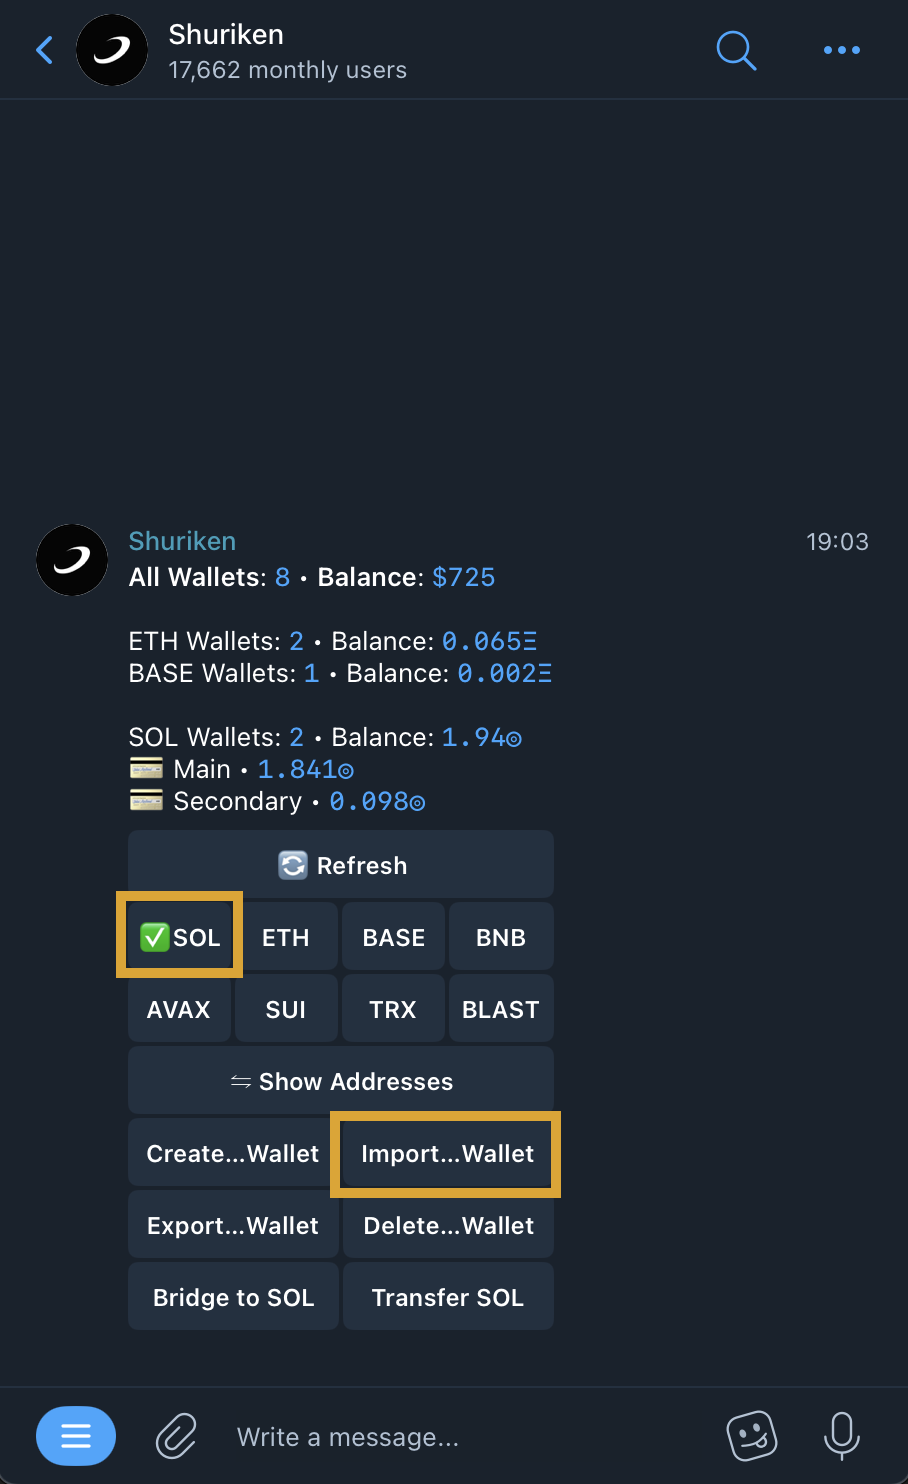 Shuriken
17,662 monthly users
Shuriken 19:03
All Wallets: 8 • Balance: $725
ETH Wallets: 2 • Balance: 0.065Ξ
BASE Wallets: 1 • Balance: 0.002Ξ
SOL Wallets: 2 • Balance: 1.94◎
💳 Main • 1.841◎
💳 Secondary • 0.098◎
🔄 Refresh
✅SOL ETH BASE BNB
AVAX SUI TRX BLAST
⇋ Show Addresses
Create...Wallet Import...Wallet
Export...Wallet Delete...Wallet
Bridge to SOL Transfer SOL
Write a message...